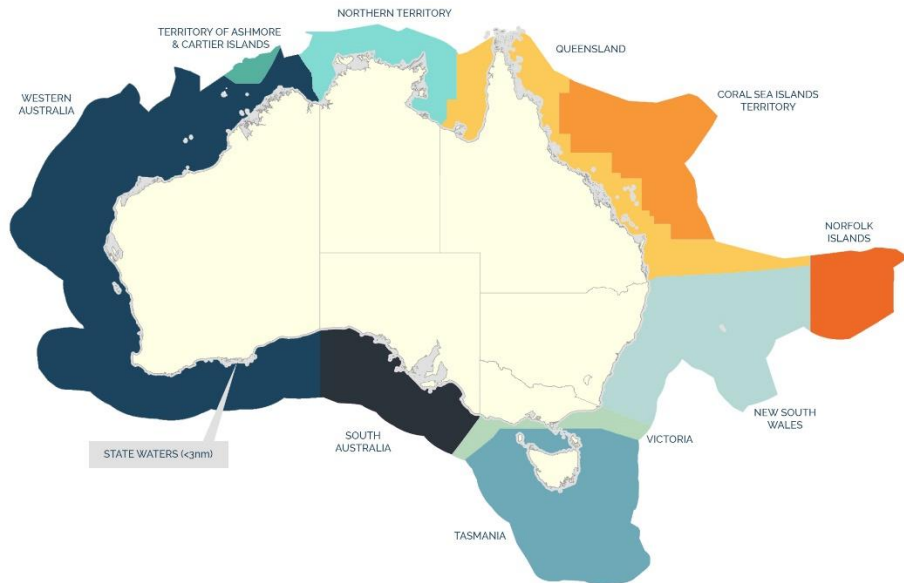 NORTHERN TERRITORY
TERRITORY OF ASHMORE
& CARTIER ISLANDS
QUEENSLAND
WESTERN
AUSTRALIA
CORAL SEA ISLANDS
TERRITORY
NORFOLK
ISLANDS
NEW SOUTH
WALES
SOUTH
AUSTRALIA
VICTORIA
STATE WATERS (<3nm)
TASMANIA